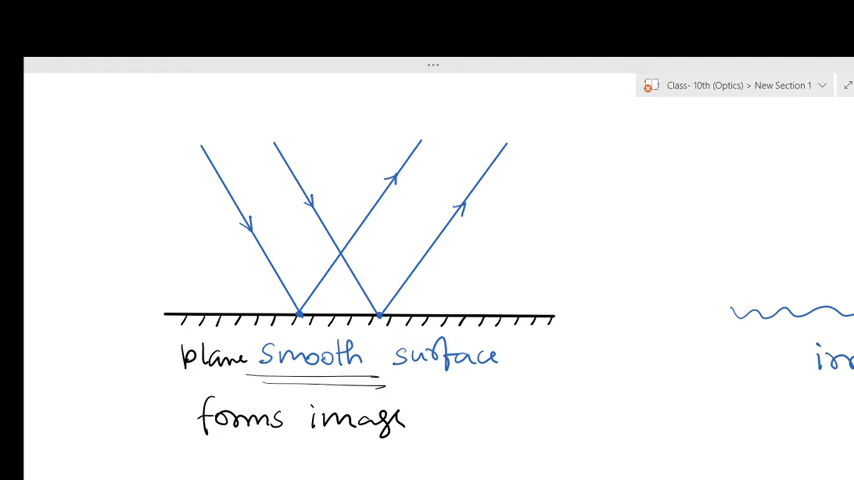 Class- 10th (Optics) > New Section 1
plane smooth surface
forms image